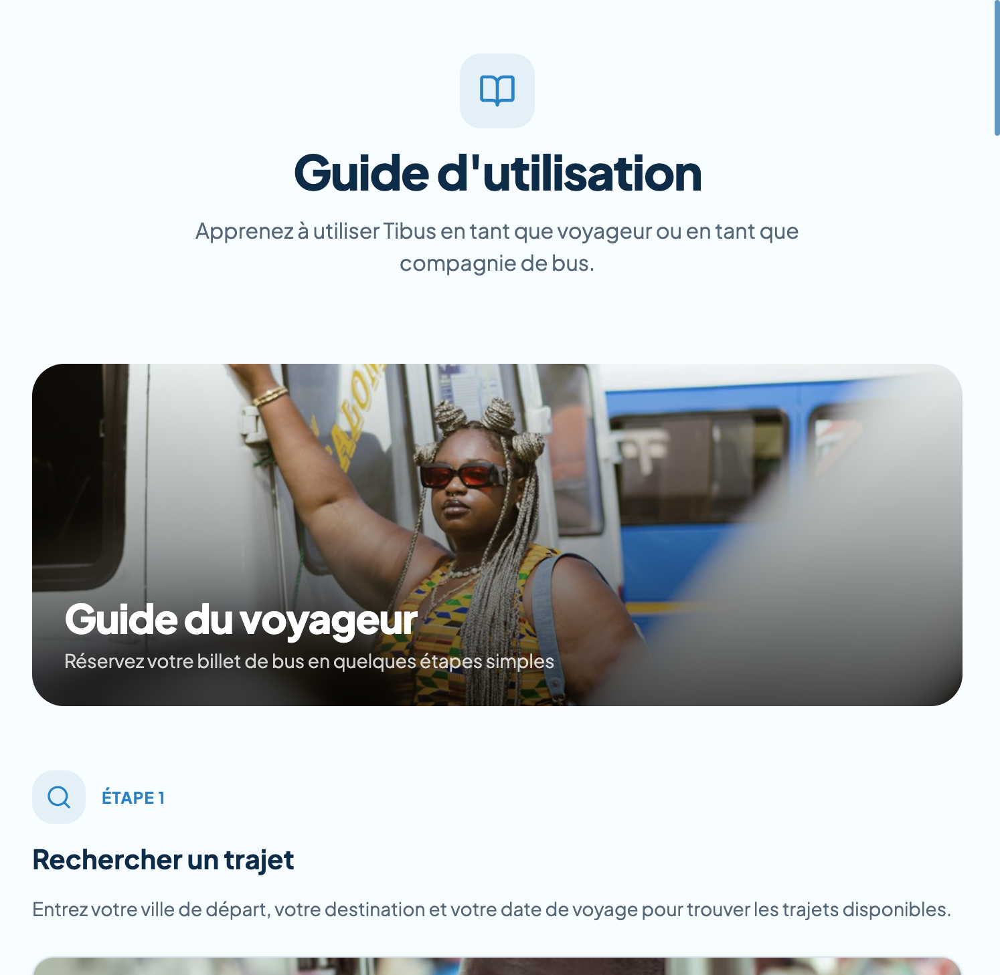 Guide d'utilisation
Apprenez à utiliser Tibus en tant que voyageur ou en tant que
compagnie de bus.
Guide du voyageur
Réservez votre billet de bus en quelques étapes simples
ÉTAPE 1
Rechercher un trajet
Entrez votre ville de départ, votre destination et votre date de voyage pour trouver les trajets disponibles.